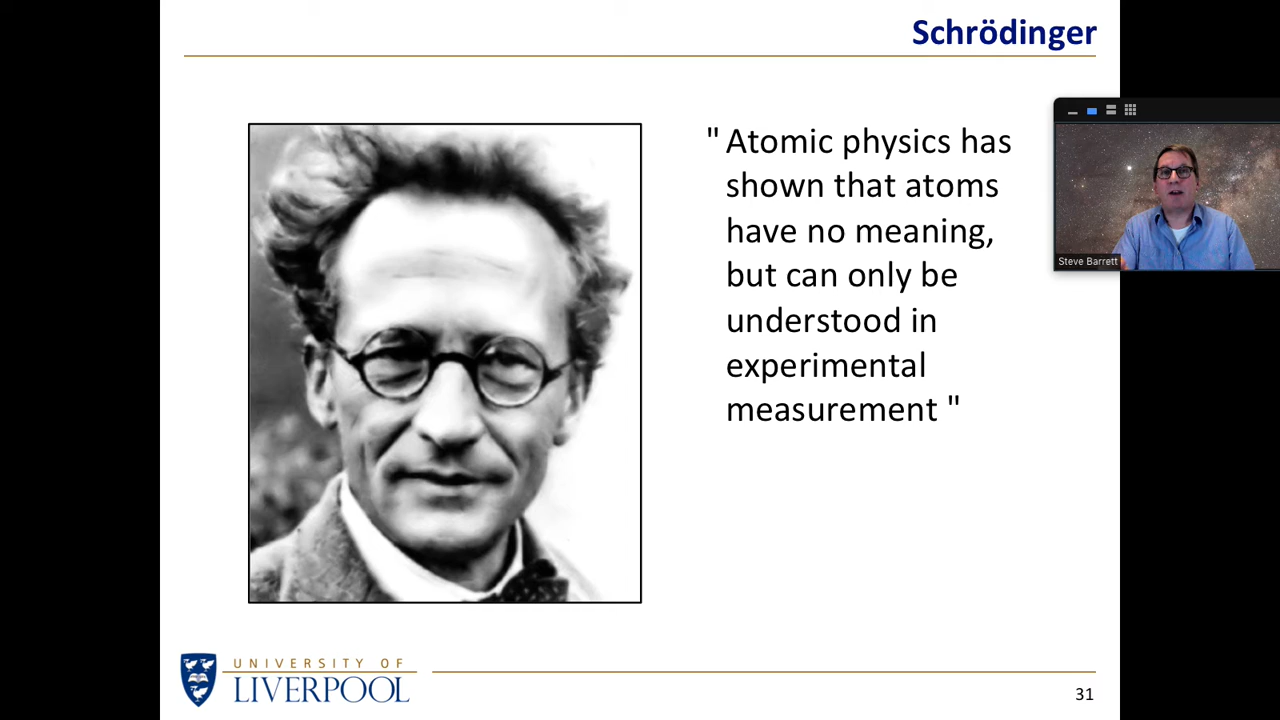 Schrödinger
" Atomic physics has
shown that atoms
have no meaning,
but can only be
understood in
experimental
measurement "
Steve Barrett
UNIVERSITY OF
LIVERPOOL
31